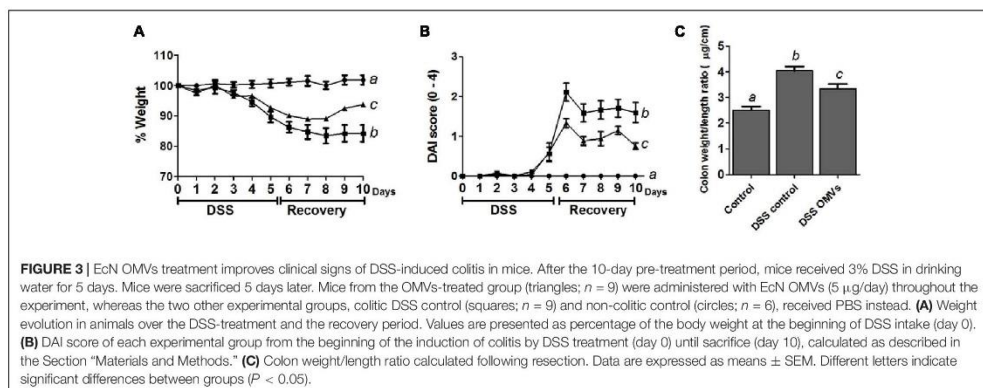 A
B
C
% Weight
100
90
80
70
a
c
b
0 1 2 3 4 5 6 7 8 9 10 Days
DSS
Recovery
DAI score (0 - 4)
3
2
1
0
b
c
a
0 1 2 3 4 5 6 7 8 9 10 Days
DSS
Recovery
Colon weight/length ratio ( µg/cm)
5
4
3
2
1
0
a
b
c
Control
DSS control
DSS OMVs
FIGURE 3 | EcN OMVs treatment improves clinical signs of DSS-induced colitis in mice. After the 10-day pre-treatment period, mice received 3% DSS in drinking
water for 5 days. Mice were sacrificed 5 days later. Mice from the OMVs-treated group (triangles; n = 9) were administered with EcN OMVs (5 µg/day) throughout the
experiment, whereas the two other experimental groups, colitic DSS control (squares; n = 9) and non-colitic control (circles; n = 6), received PBS instead. (A) Weight
evolution in animals over the DSS-treatment and the recovery period. Values are presented as percentage of the body weight at the beginning of DSS intake (day 0).
(B) DAI score of each experimental group from the beginning of the induction of colitis by DSS treatment (day 0) until sacrifice (day 10), calculated as described in
the Section “Materials and Methods.” (C) Colon weight/length ratio calculated following resection. Data are expressed as means ± SEM. Different letters indicate
significant differences between groups (P < 0.05).